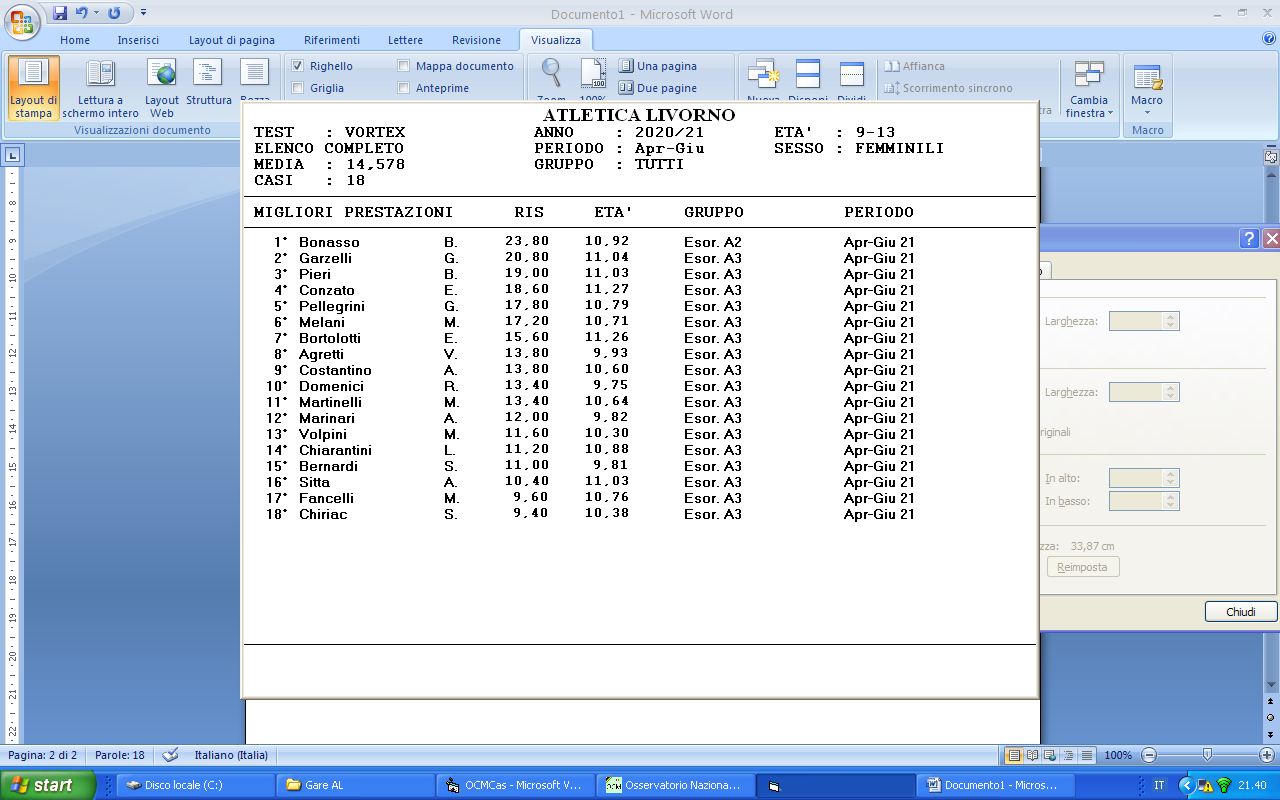 Documento1 - Microsoft Word
Home Inserisci Layout di pagina Riferimenti Lettere Revisione Visualizza
Righello Mappa documento Una pagina Affianca
Griglia Anteprime Due pagine Scorrimento sincrono
Layout di stampa Lettura a schermo intero Layout Web Struttura Cambia finestra Macro
Visualizzazioni documento Macro
ATLETICA LIVORNO
TEST : VORTEX ANNO : 2020/21 ETA' : 9-13
ELENCO COMPLETO PERIODO : Apr-Giu SESSO : FEMMINILI
MEDIA : 14,578 GRUPPO : TUTTI
CASI : 18
MIGLIORI PRESTAZIONI RIS ETA' GRUPPO PERIODO
1° Bonasso B. 23,80 10,92 Esor. A2 Apr-Giu 21
2° Garzelli G. 20,80 11,04 Esor. A3 Apr-Giu 21
3° Pieri B. 19,00 11,03 Esor. A3 Apr-Giu 21
4° Conzato E. 18,60 11,27 Esor. A3 Apr-Giu 21
5° Pellegrini G. 17,80 10,79 Esor. A3 Apr-Giu 21
6° Melani M. 17,20 10,71 Esor. A3 Apr-Giu 21
7° Bortolotti E. 15,60 11,26 Esor. A3 Apr-Giu 21
8° Agretti V. 13,80 9,93 Esor. A3 Apr-Giu 21
9° Costantino A. 13,80 10,60 Esor. A3 Apr-Giu 21
10° Domenici R. 13,40 9,75 Esor. A3 Apr-Giu 21
11° Martinelli M. 13,40 10,64 Esor. A3 Apr-Giu 21
12° Marinari A. 12,00 9,82 Esor. A3 Apr-Giu 21
13° Volpini M. 11,60 10,30 Esor. A3 Apr-Giu 21
14° Chiarantini L. 11,20 10,88 Esor. A3 Apr-Giu 21
15° Bernardi S. 11,00 9,81 Esor. A3 Apr-Giu 21
16° Sitta A. 10,40 11,03 Esor. A3 Apr-Giu 21
17° Fancelli M. 9,60 10,76 Esor. A3 Apr-Giu 21
18° Chiriac S. 9,40 10,38 Esor. A3 Apr-Giu 21
Larghezza:
Larghezza:
riginali
In alto:
In basso:
zza: 33,87 cm
Reimposta
Chiudi
Pagina: 2 di 2 Parole: 18 Italiano (Italia) 100%
start Disco locale (C:) Gare AL OCMCas - Microsoft V... Osservatorio Naziona... Documento1 - Micros... IT 21.40